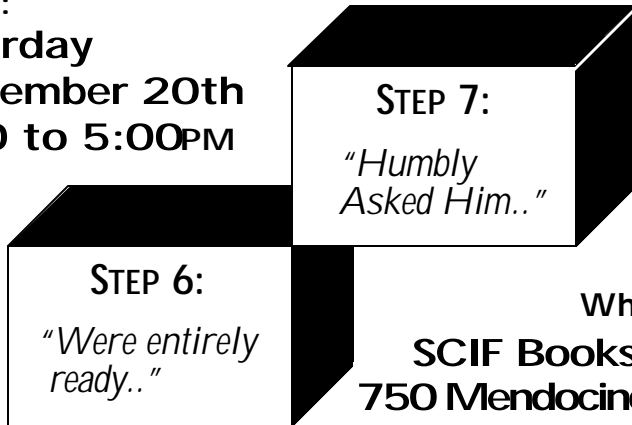 :
rday
ember 20th
0 to 5:00PM
STEP 7:
"Humbly
Asked Him.."
STEP 6:
"Were entirely
ready.."
Wh
SCIF Books
750 Mendocino